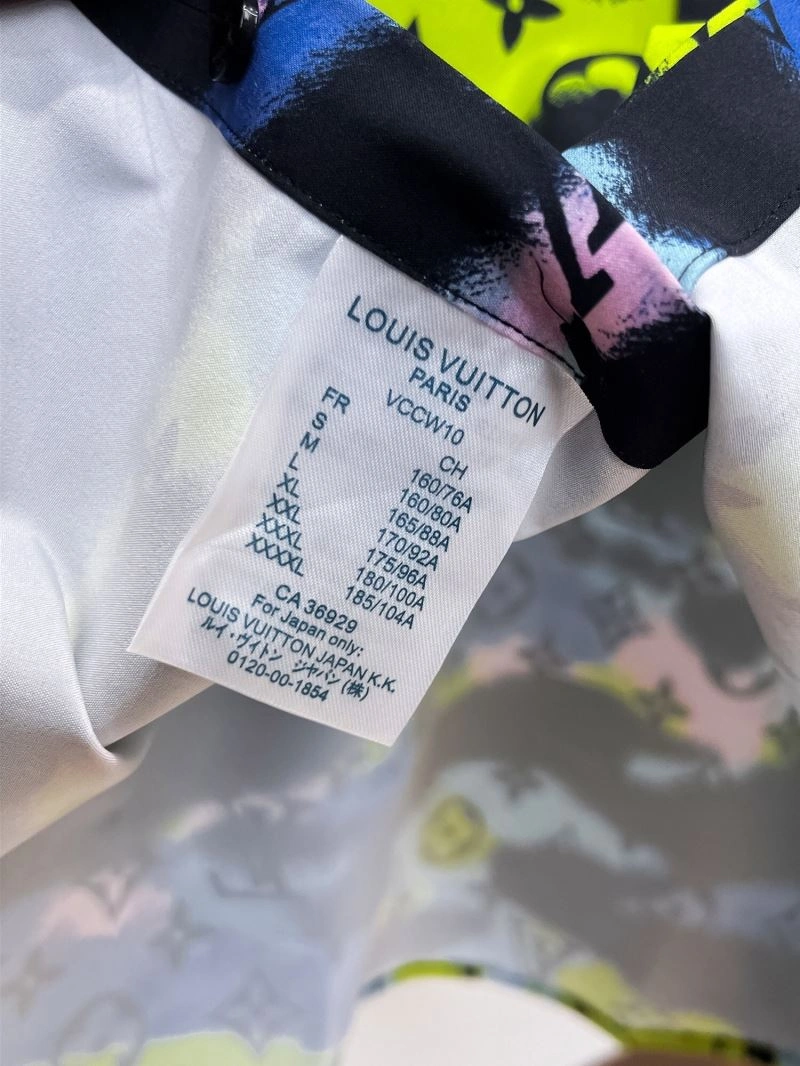 LOUIS VUITTON
PARIS
VCCW10
FR CH
S 160/76A
M 160/80A
L 165/88A
XL 170/92A
XXL 175/96A
XXXL 180/100A
XXXXL 185/104A
CA 36929
For Japan only:
LOUIS VUITTON JAPAN K.K.
ルイ・ヴイトン ジャパン(株)
0120-00-1854